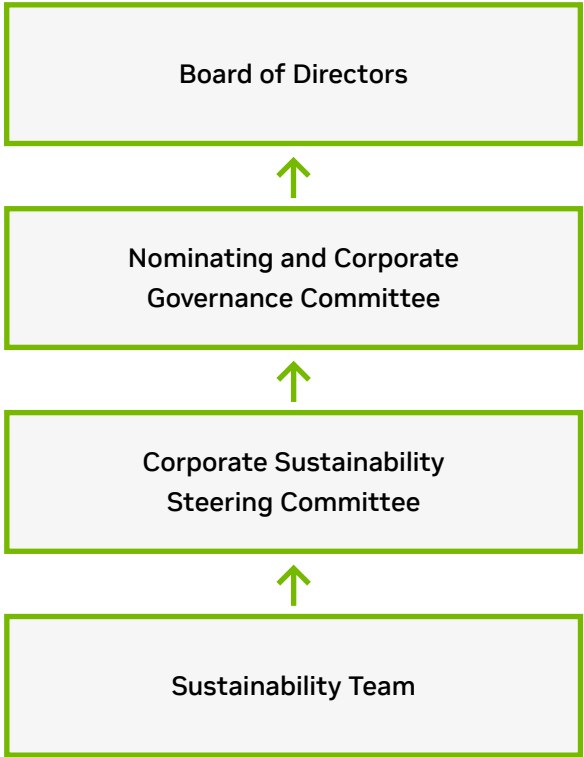 Board of Directors
Nominating and Corporate
Governance Committee
Corporate Sustainability
Steering Committee
Sustainability Team